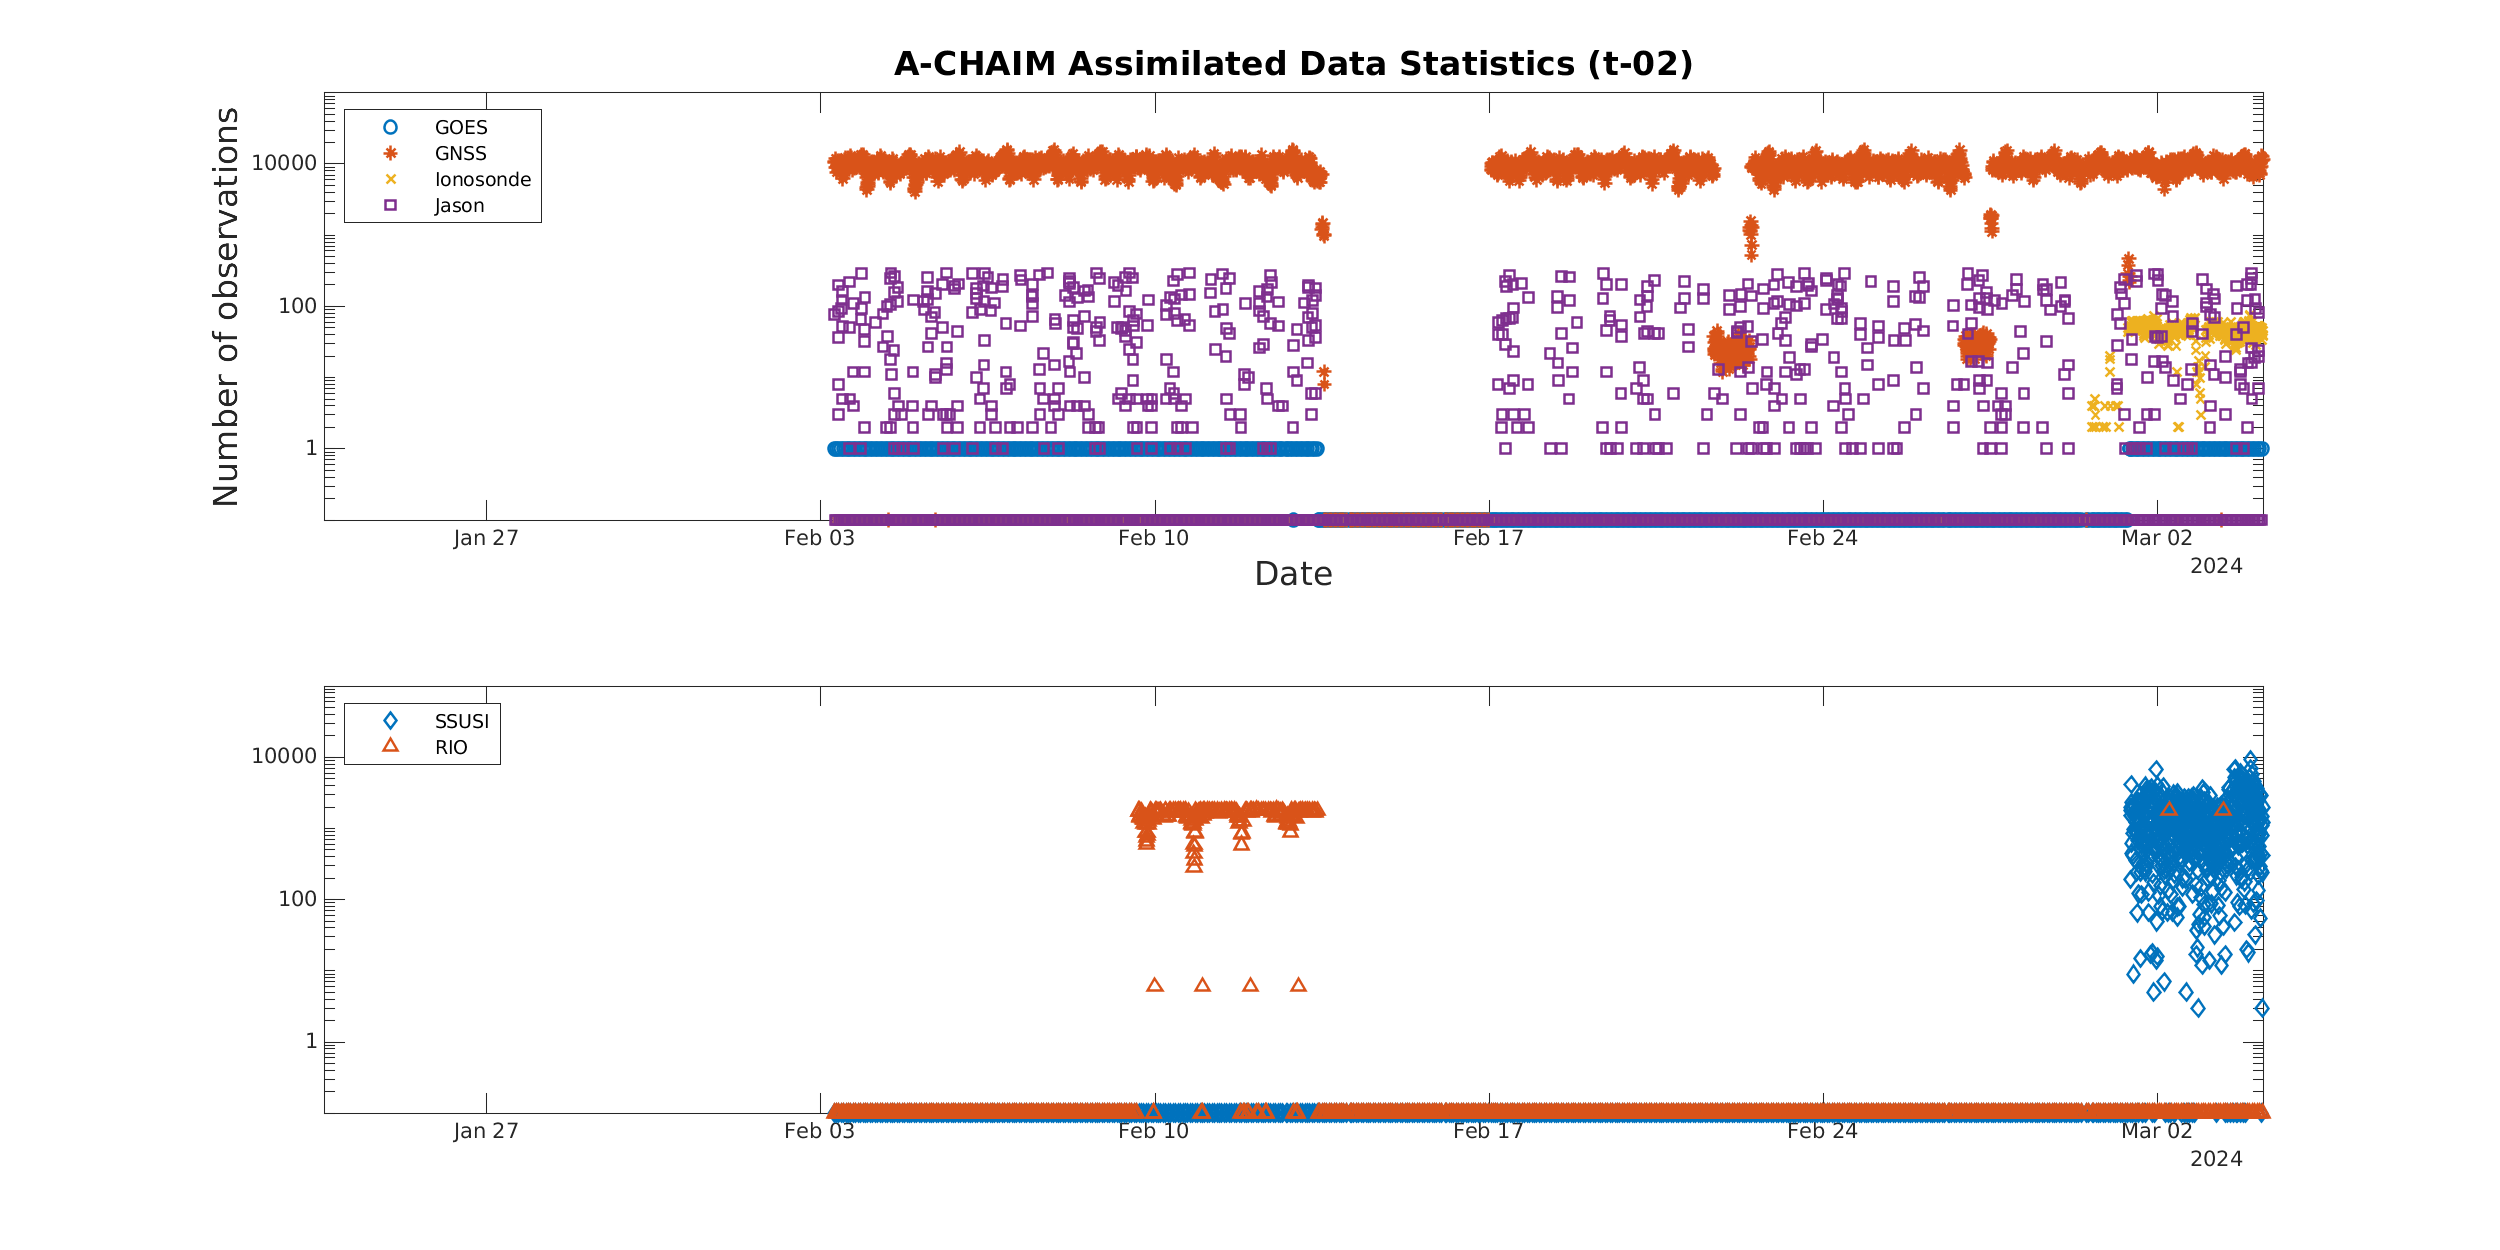 A-CHAIM Assimilated Data Statistics (t-02)
Number of observations
10000
100
1
GOES
GNSS
Ionosonde
Jason
Jan 27
Feb 03
Feb 10
Feb 17
Feb 24
Mar 02
2024
Date
10000
100
1
SSUSI
RIO
Jan 27
Feb 03
Feb 10
Feb 17
Feb 24
Mar 02
2024